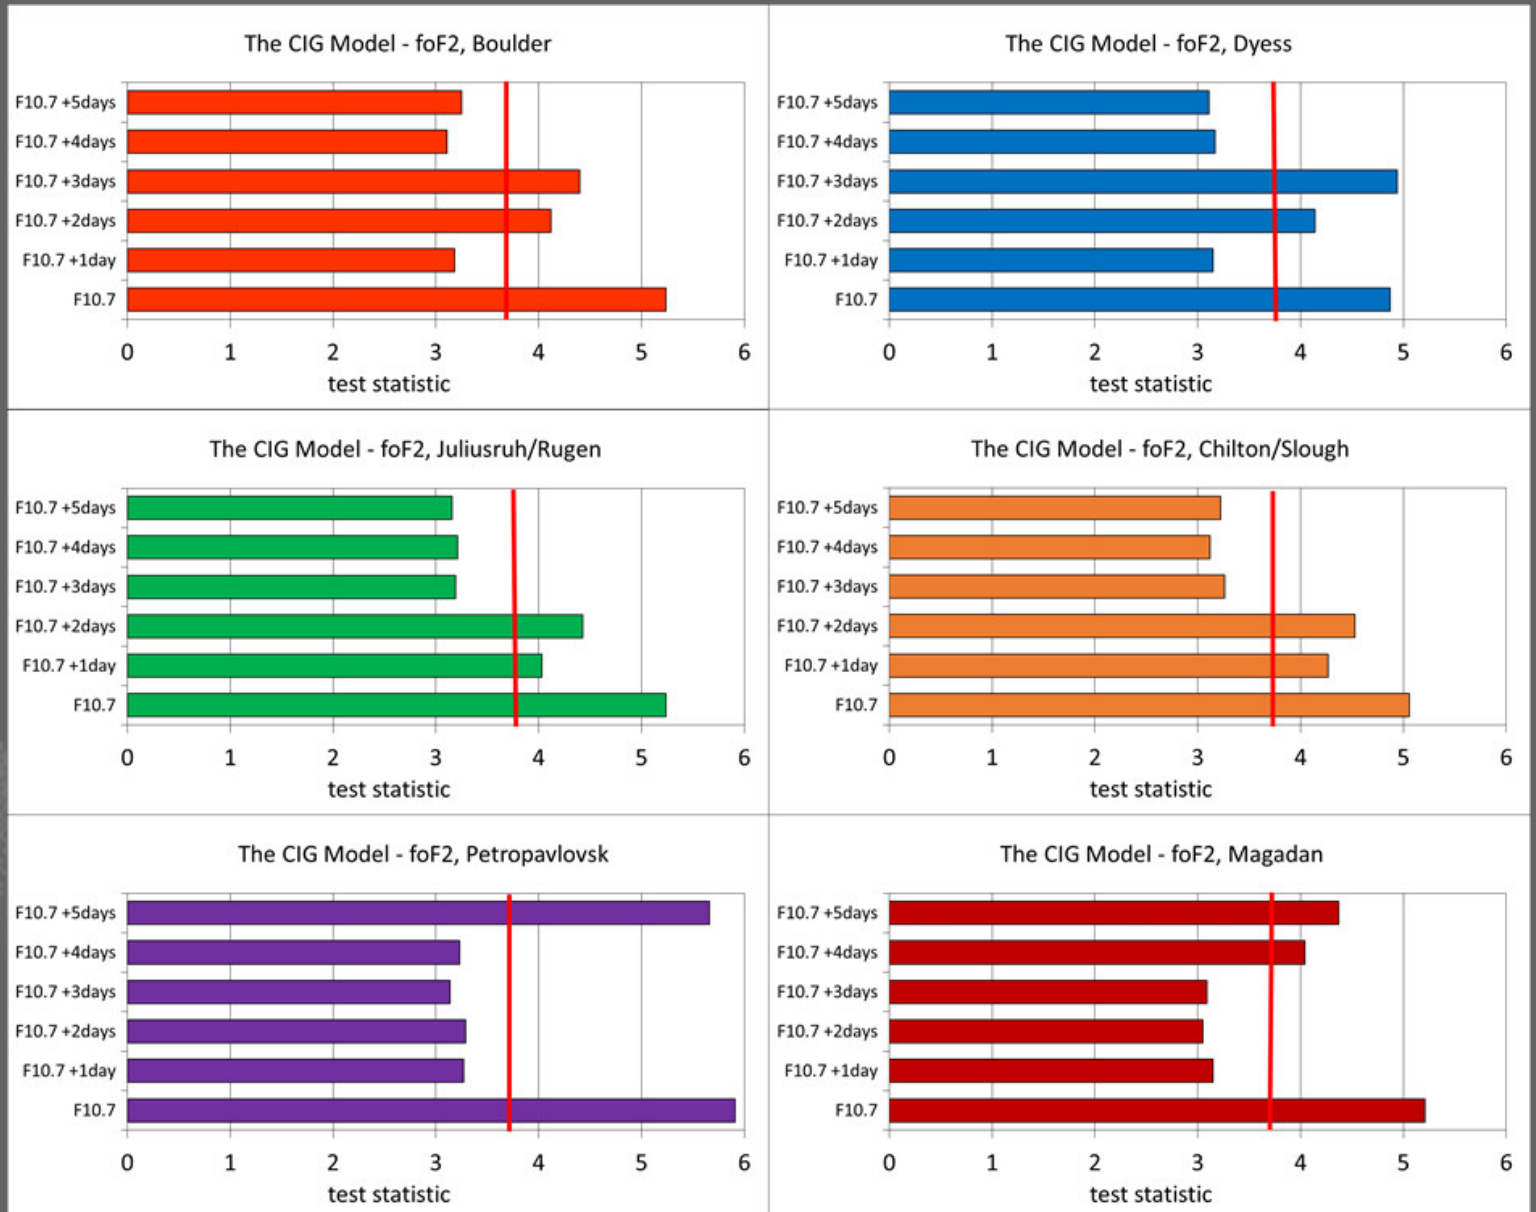 The CIG Model - foF2, Boulder
F10.7 +5days
F10.7 +4days
F10.7 +3days
F10.7 +2days
F10.7 +1day
F10.7
0 1 2 3 4 5 6
test statistic
The CIG Model - foF2, Dyess
F10.7 +5days
F10.7 +4days
F10.7 +3days
F10.7 +2days
F10.7 +1day
F10.7
0 1 2 3 4 5 6
test statistic
The CIG Model - foF2, Juliusruh/Rugen
F10.7 +5days
F10.7 +4days
F10.7 +3days
F10.7 +2days
F10.7 +1day
F10.7
0 1 2 3 4 5 6
test statistic
The CIG Model - foF2, Chilton/Slough
F10.7 +5days
F10.7 +4days
F10.7 +3days
F10.7 +2days
F10.7 +1day
F10.7
0 1 2 3 4 5 6
test statistic
The CIG Model - foF2, Petropavlovsk
F10.7 +5days
F10.7 +4days
F10.7 +3days
F10.7 +2days
F10.7 +1day
F10.7
0 1 2 3 4 5 6
test statistic
The CIG Model - foF2, Magadan
F10.7 +5days
F10.7 +4days
F10.7 +3days
F10.7 +2days
F10.7 +1day
F10.7
0 1 2 3 4 5 6
test statistic